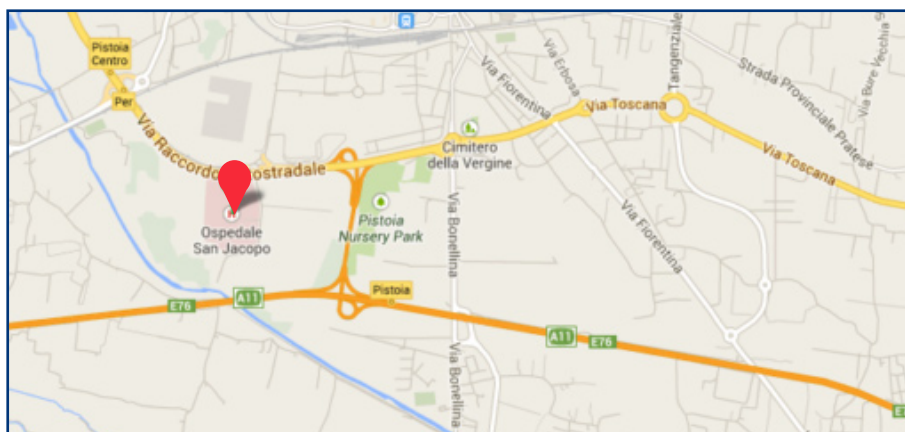 Pistoia
Centro
Per
Via Raccordo
ostradale
Ospedale
San Jacopo
Pistoia
Nursery Park
Cimitero
della Vergine
Via Fiorentina
Via Erbosa
Via Toscana
Tangenziale
Strada Provinciale Pratese
Via Bure Vecchia
Via Toscana
Via Bonellina
Via Fiorentina
Via Bonellina
E76
A11
Pistoia
A11
E76